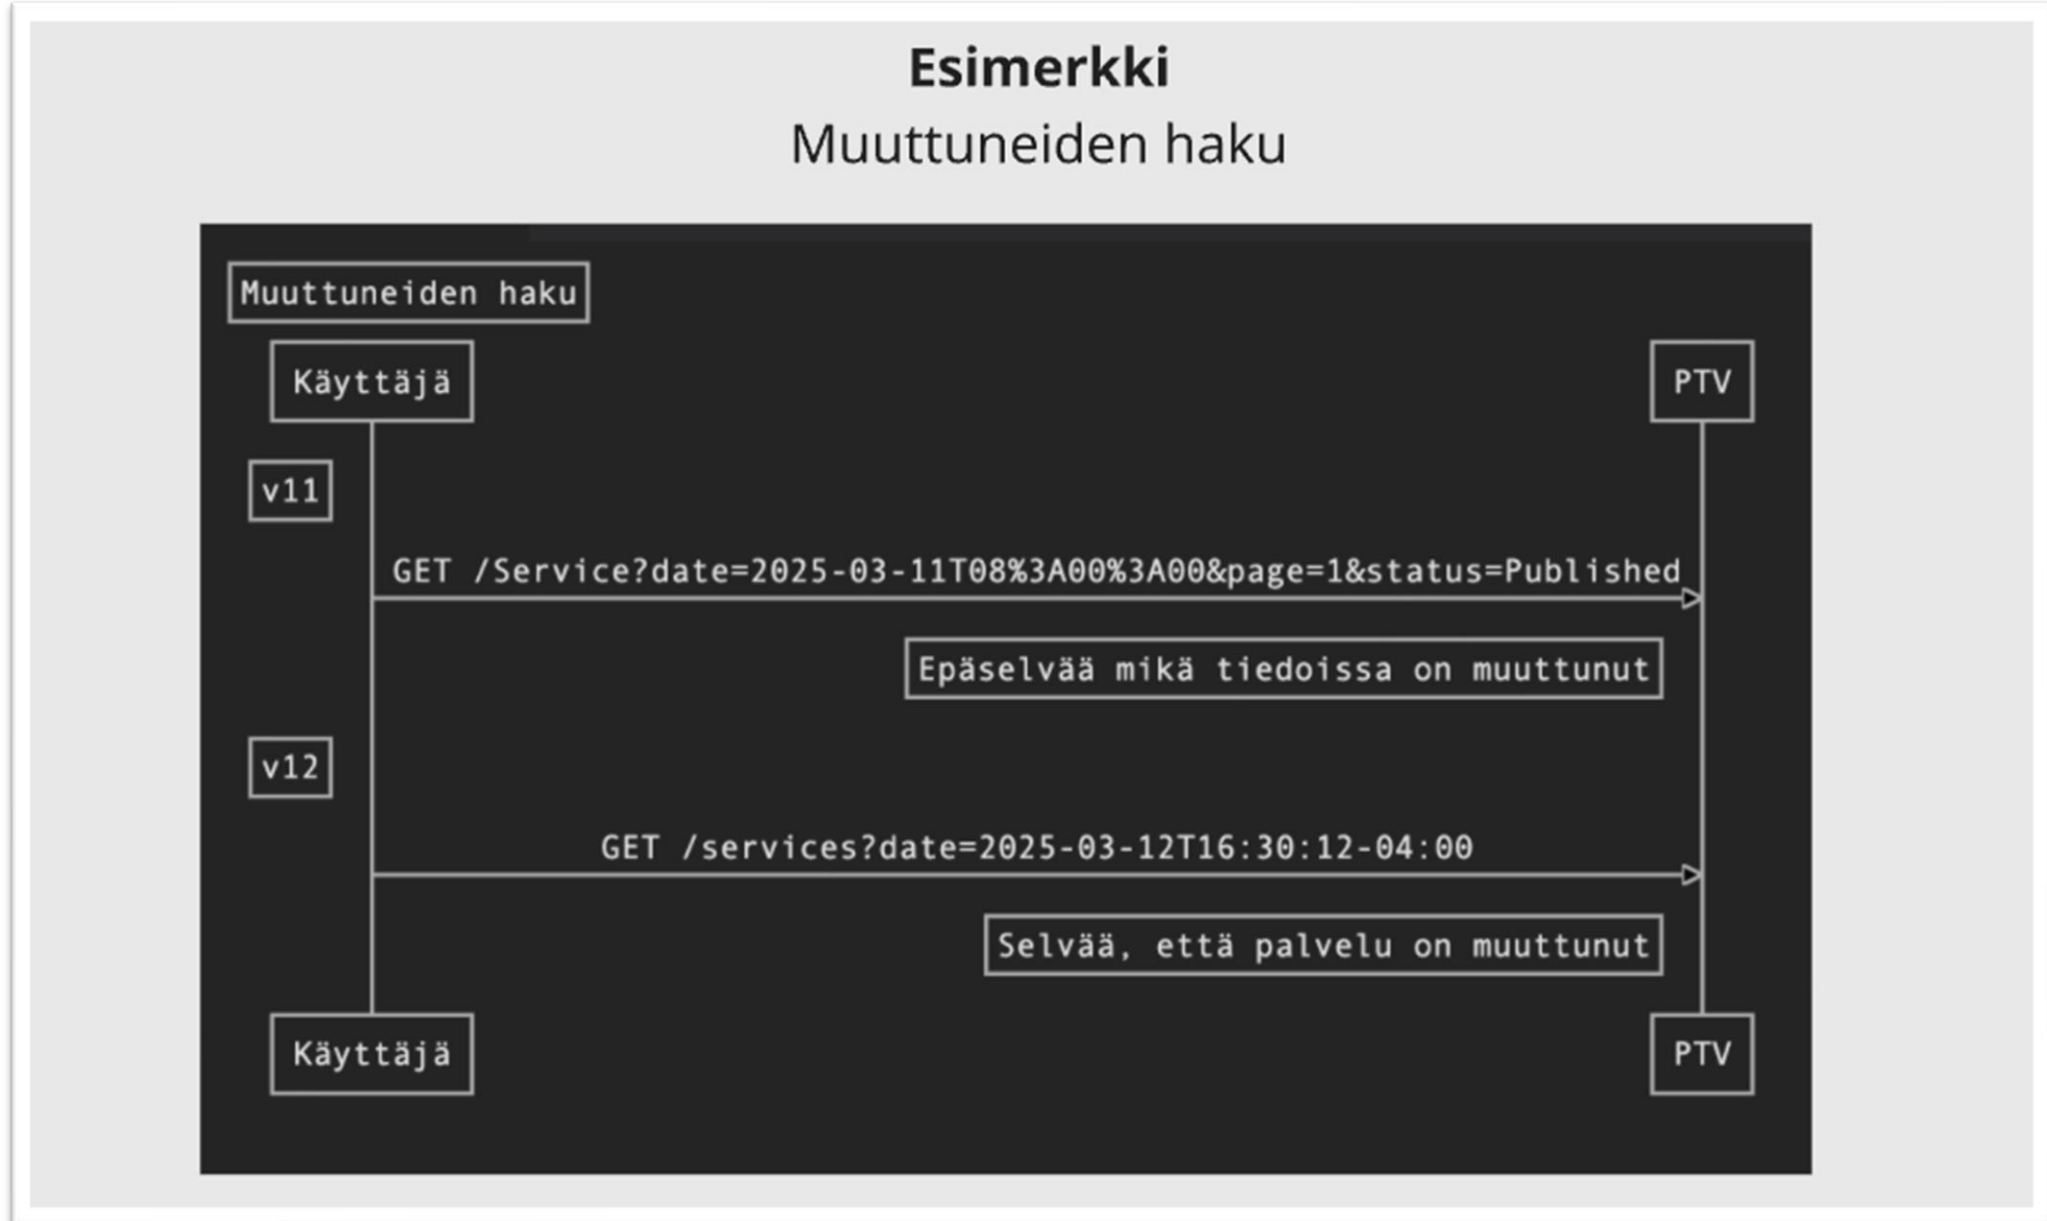 Esimerkki
Muuttuneiden haku
Muuttuneiden haku
Käyttäjä
PTV
v11
GET /Service?date=2025-03-11T08%3A00%3A00&page=1&status=Published
Epäselvää mikä tiedoissa on muuttunut
v12
GET /services?date=2025-03-12T16:30:12-04:00
Selvää, että palvelu on muuttunut
Käyttäjä
PTV